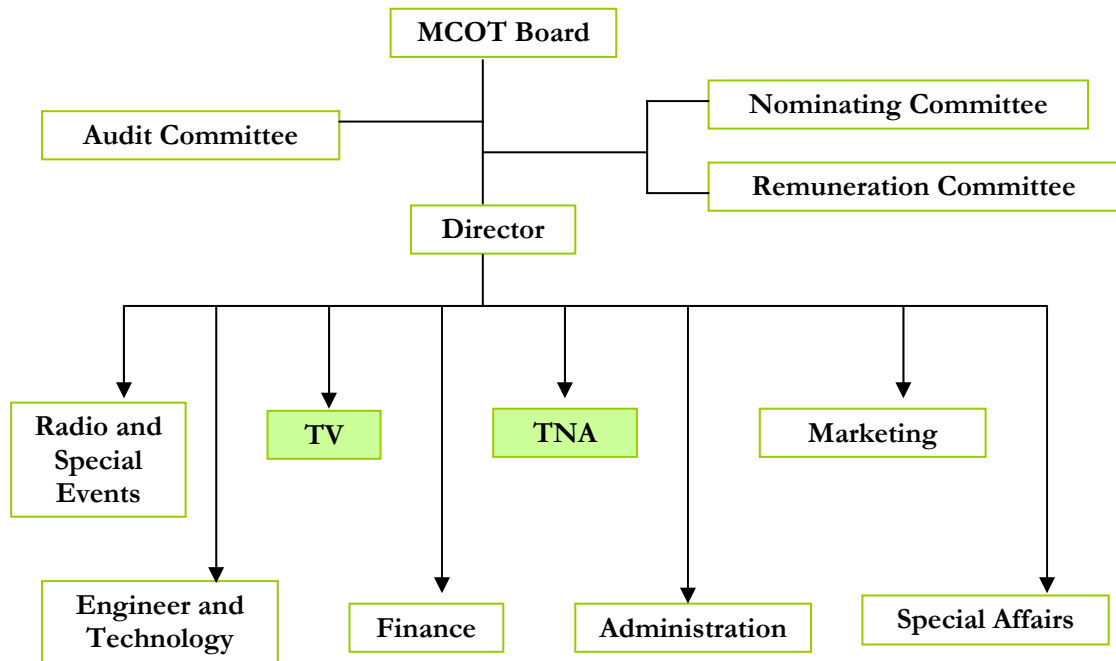 MCOT Board
Nominating Committee
Audit Committee
Remuneration Committee
Director
Radio and
Special
Events
TV
TNA
Marketing
Engineer and
Technology
Finance
Administration
Special Affairs